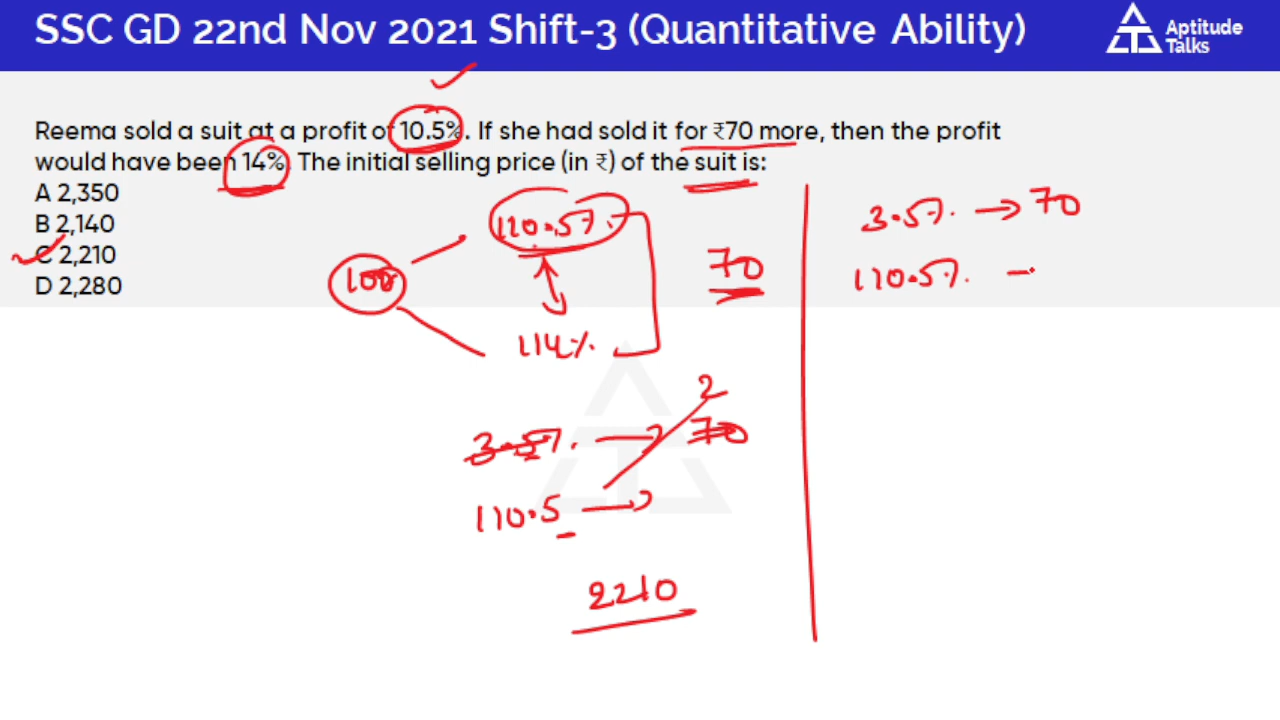 SSC GD 22nd Nov 2021 Shift-3 (Quantitative Ability)
Aptitude
Talks
Reema sold a suit at a profit of 10.5%. If she had sold it for ₹70 more, then the profit
would have been 14%. The initial selling price (in ₹) of the suit is:
A 2,350
B 2,140
C 2,210
D 2,280
110.5%
100
70
114%
2
3.5% → 70
110.5 →
2210
3.5% → 70
110.5% -